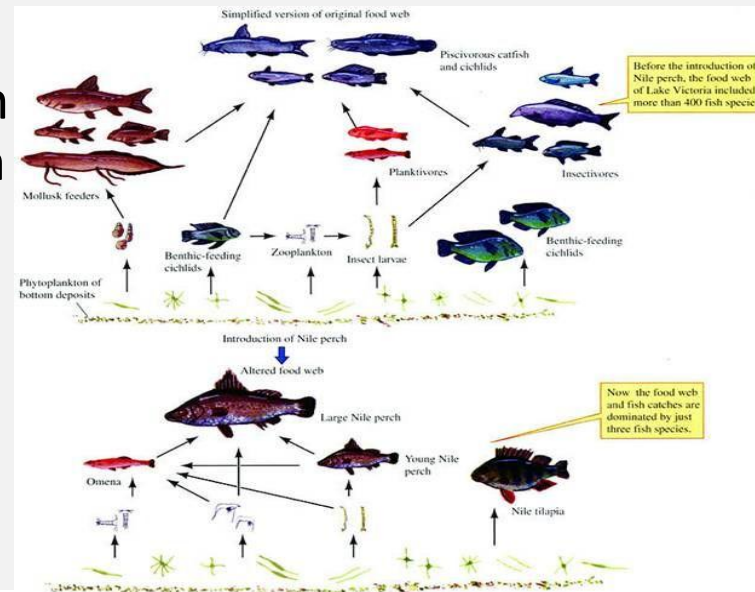 Simplified version of original food web
Piscivorous catfish
and cichlids
Before the introduction of
Nile perch, the food web
of Lake Victoria included
more than 400 fish specie
Mollusk feeders
Planktivores
Insectivores
Benthic-feeding
cichlids
Zooplankton
Insect larvae
Benthic-feeding
cichlids
Phytoplankton of
bottom deposits
Introduction of Nile perch
Altered food web
Large Nile perch
Now the food web
and fish catches are
dominated by just
three fish species.
Omena
Young Nile
perch
Nile tilapia